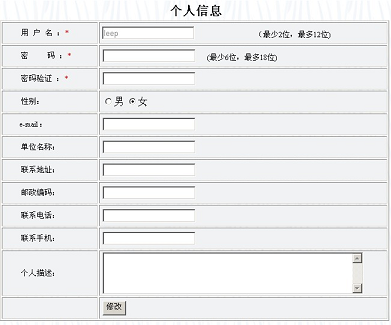 个人信息
用 户 名 ：* leep （最少2位，最多12位）
密 码 ：* （最少6位，最多18位）
密码验证 ：*
性别： 男 女
e-mail：
单位名称：
联系地址：
邮政编码：
联系电话：
联系手机：
个人描述：
修改